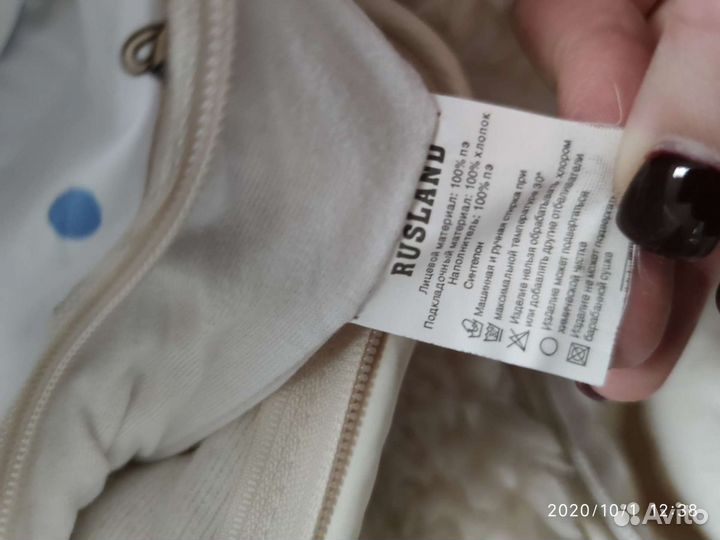 RUSLAND
Лицевой материал: 100% пэ
Подкладочный материал: 100% хлопок
Наполнитель: 100% пэ
Синтепон
Машинная и ручная стирка при
максимальной температуре 30°
Изделие нельзя обрабатывать хлором
или добавлять другие отбеливатели
Изделие может подвергаться
химической чистке
Изделие не может подвергать
барабанной сушке
2020/10/1 12:38
Avito